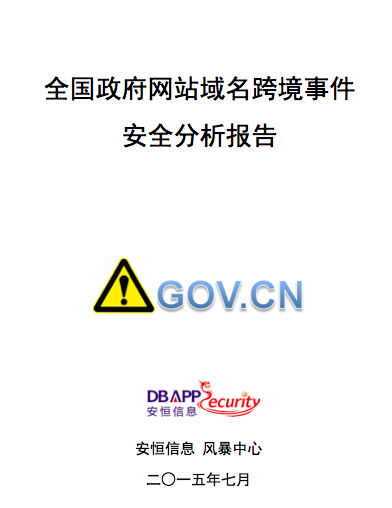 全国政府网站域名跨境事件
安全分析报告
GOV.CN
DBAPPSecurity
安恒信息
安恒信息 风暴中心
二〇一五年七月